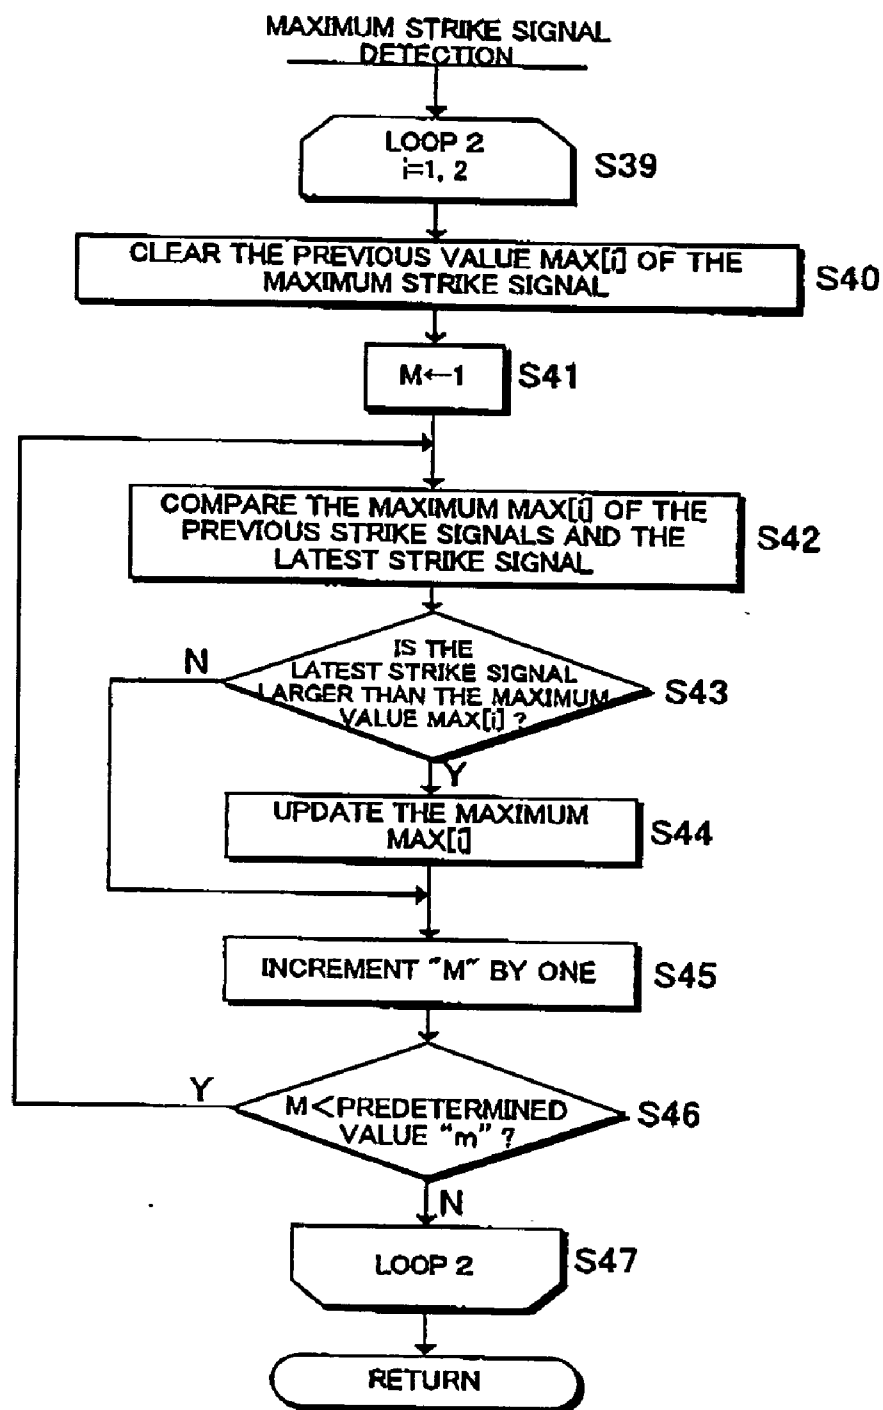 MAXIMUM STRIKE SIGNAL
DETECTION
LOOP 2
i=1, 2
S39
CLEAR THE PREVIOUS VALUE MAX[i] OF THE
MAXIMUM STRIKE SIGNAL
S40
M←1
S41
COMPARE THE MAXIMUM MAX[i] OF THE
PREVIOUS STRIKE SIGNALS AND THE
LATEST STRIKE SIGNAL
S42
IS THE
LATEST STRIKE SIGNAL
LARGER THAN THE MAXIMUM
VALUE MAX[i] ?
N
S43
Y
UPDATE THE MAXIMUM
MAX[i]
S44
INCREMENT "M" BY ONE
S45
Y
M<PREDETERMINED
VALUE "m" ?
S46
N
LOOP 2
S47
RETURN